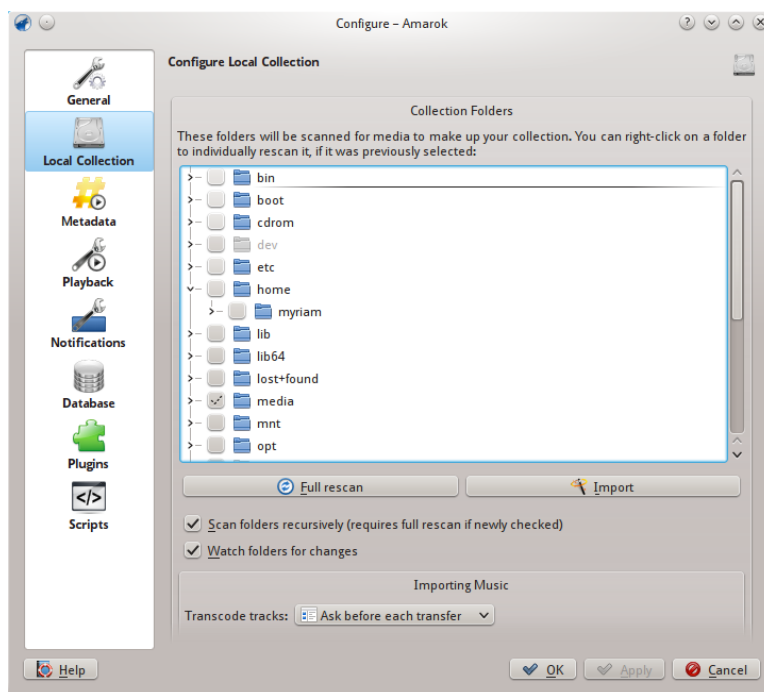 Configure – Amarok
General
Local Collection
Metadata
Playback
Notifications
Database
Plugins
Scripts
Configure Local Collection
Collection Folders
These folders will be scanned for media to make up your collection. You can right-click on a folder
to individually rescan it, if it was previously selected:
bin
boot
cdrom
dev
etc
home
myriam
lib
lib64
lost+found
media
mnt
opt
Full rescan
Import
Scan folders recursively (requires full rescan if newly checked)
Watch folders for changes
Importing Music
Transcode tracks: Ask before each transfer
Help
OK
Apply
Cancel